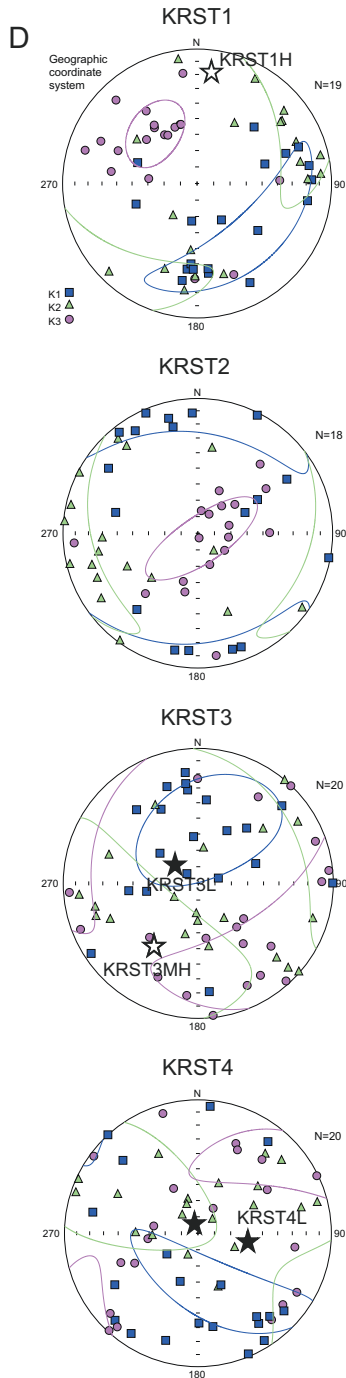 D
KRST1
Geographic
coordinate
system
N
KRST1H
N=19
270
90
K1
K2
K3
180
KRST2
N
N=18
270
90
180
KRST3
N
N=20
270
90
KRST3L
KRST3MH
180
KRST4
N
N=20
KRST4L
270
90
180